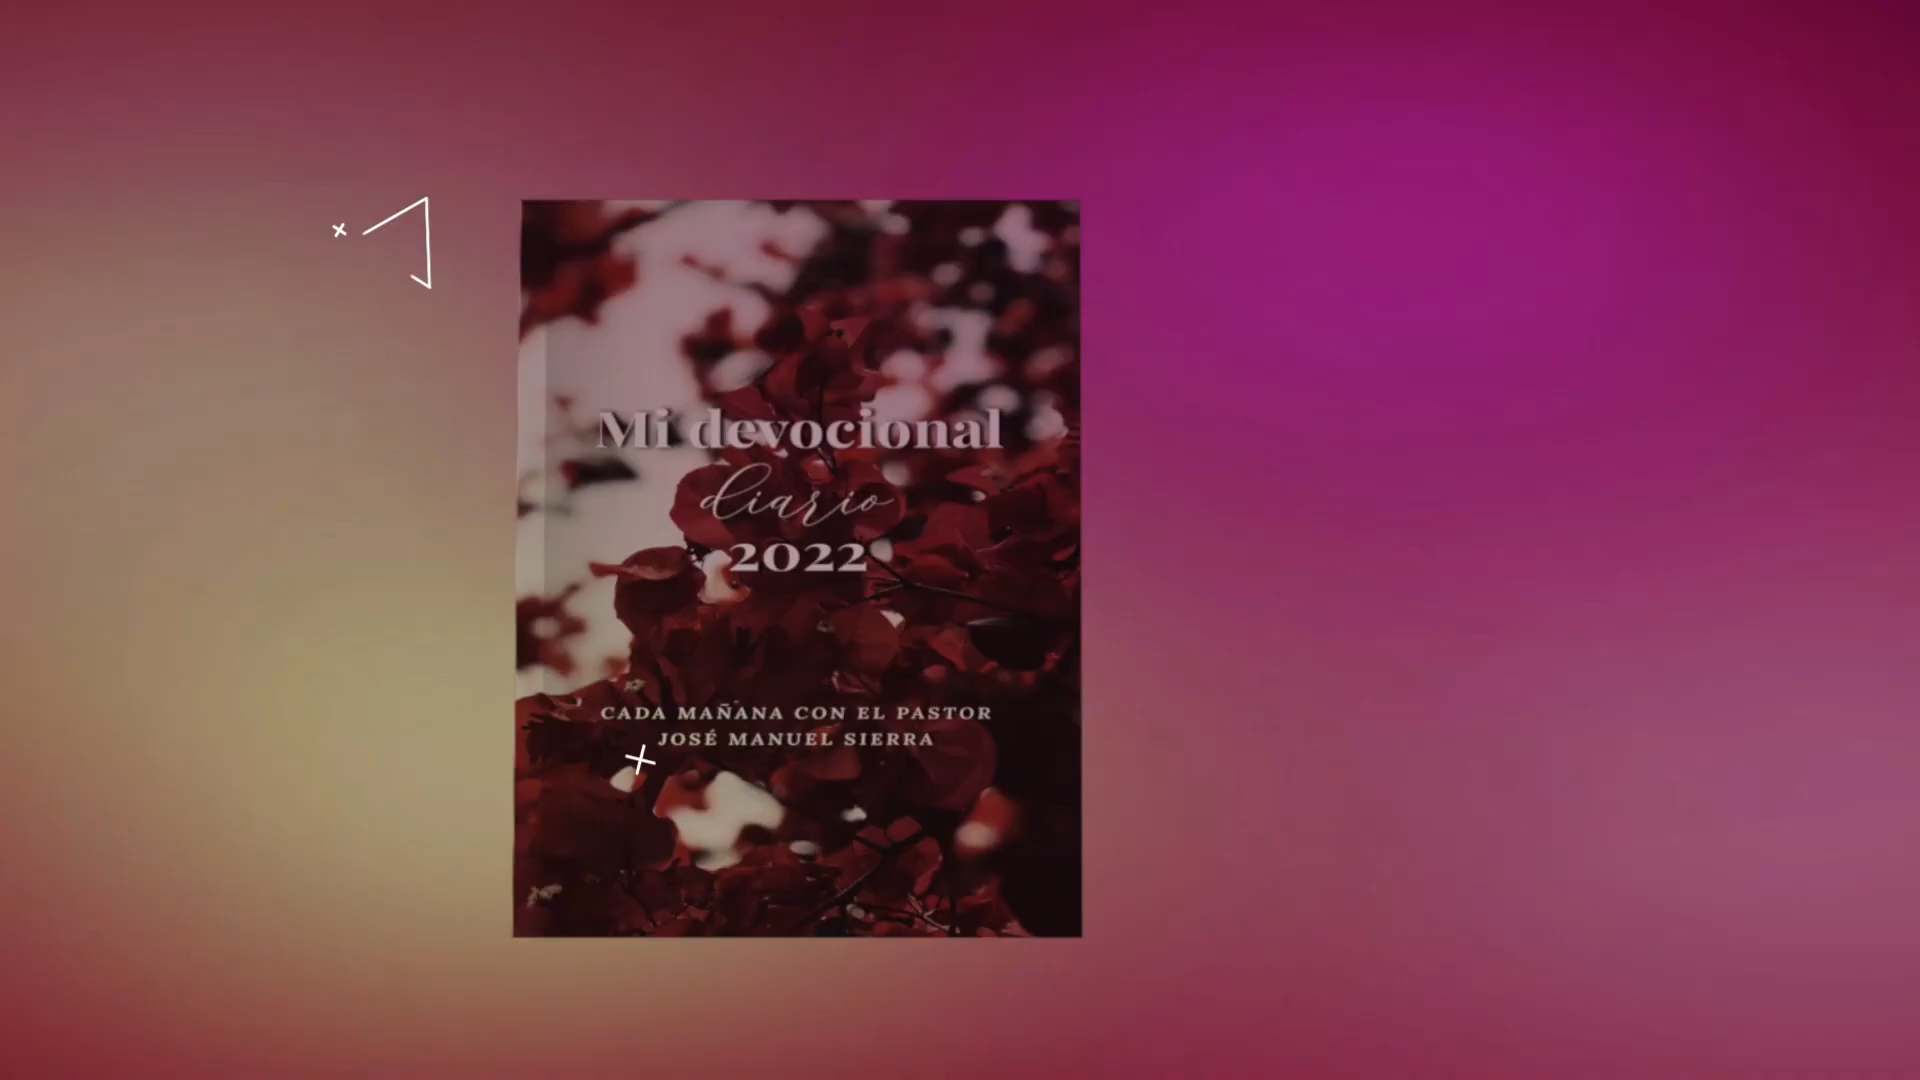 Mi devocional
diario
2022
CADA MAÑANA CON EL PASTOR
JOSÉ MANUEL SIERRA